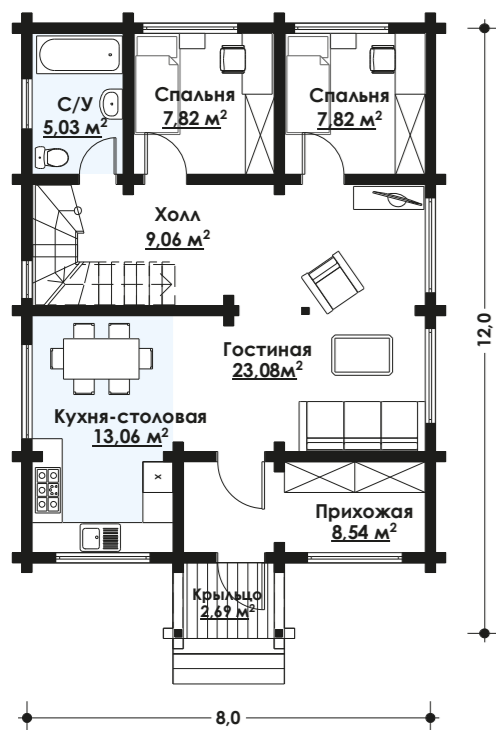 С/У
5,03 м²
Спальня
7,82 м²
Спальня
7,82 м²
Холл
9,06 м²
Гостиная
23,08м²
Кухня-столовая
13,06 м²
x
Прихожая
8,54 м²
Крыльцо
2,69 м²
12,0
8,0